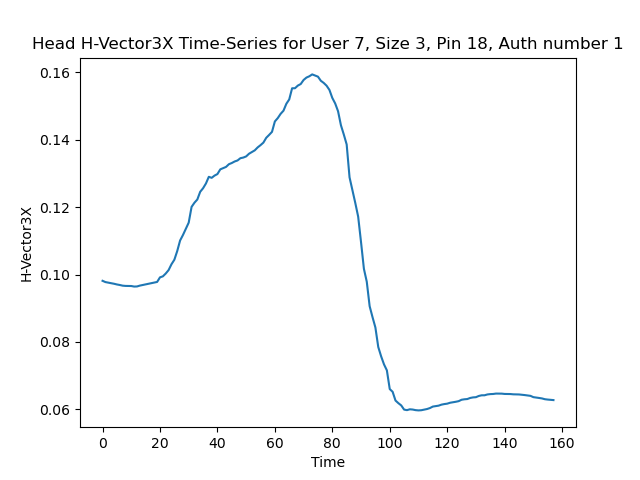 Head H-Vector3X Time-Series for User 7, Size 3, Pin 18, Auth number 1
H-Vector3X
0.16
0.14
0.12
0.10
0.08
0.06
0 20 40 60 80 100 120 140 160
Time